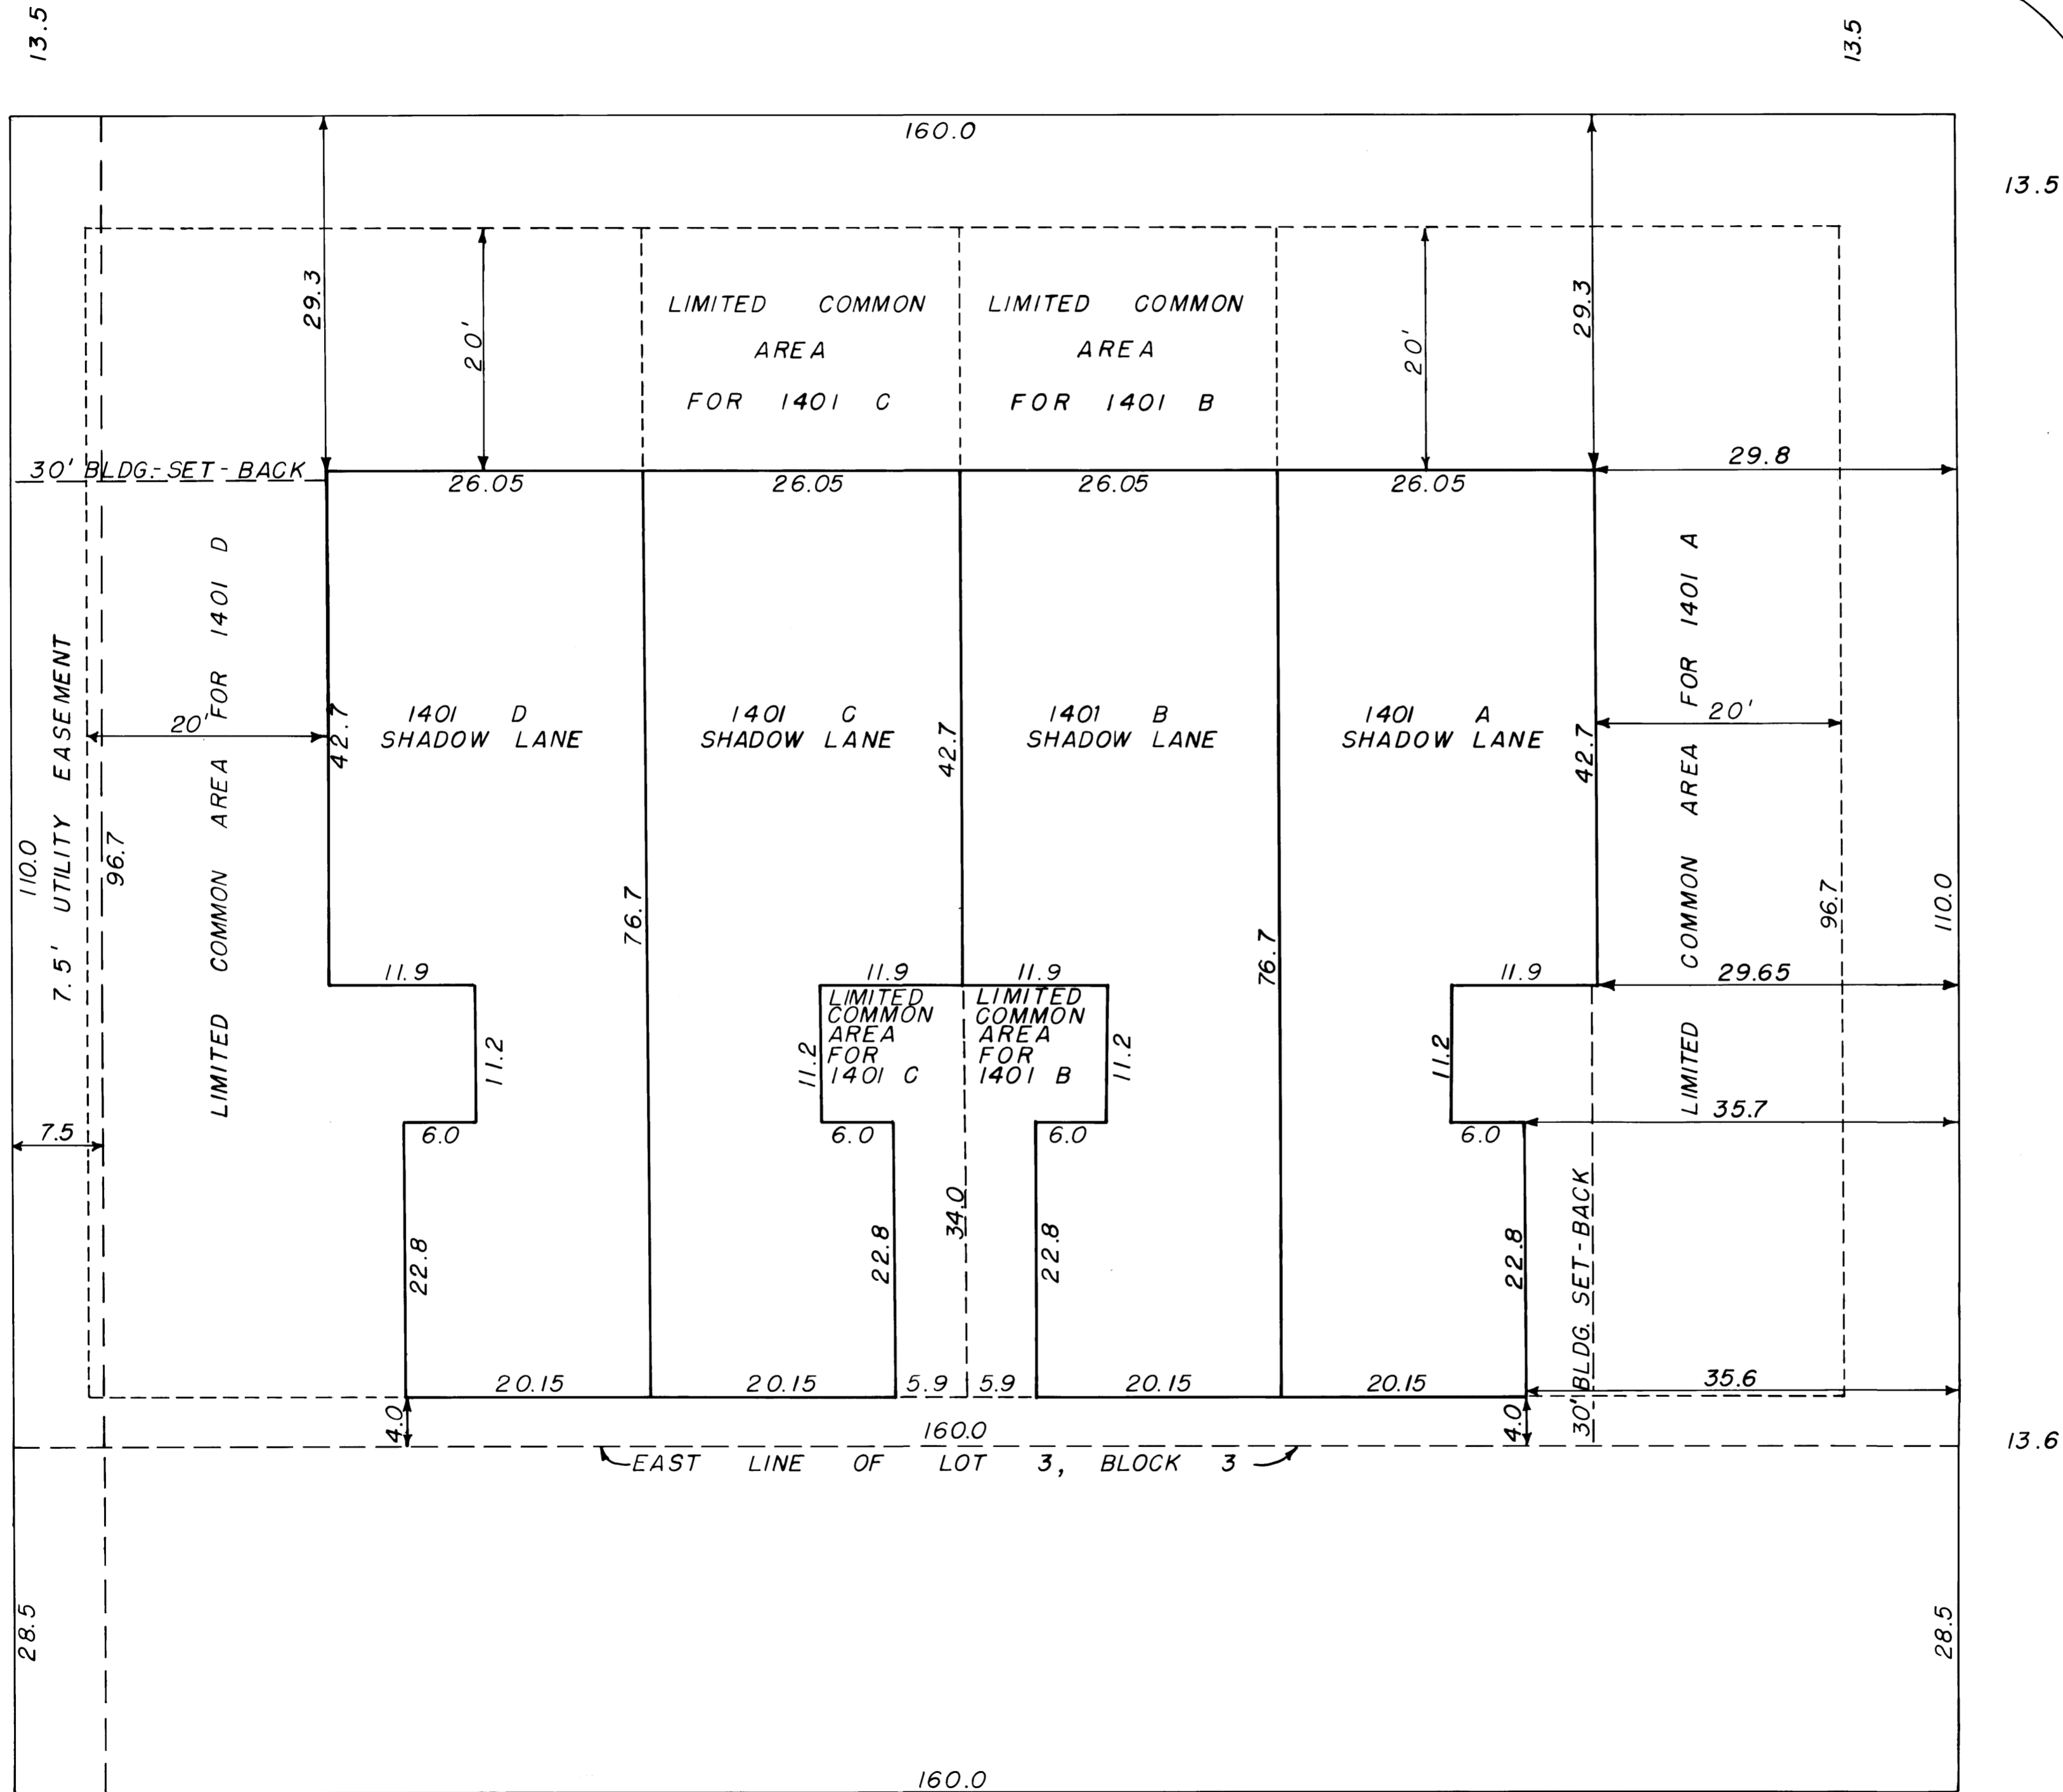 13.5
13.5
160.0
13.5
29.3
20'
LIMITED COMMON
AREA
FOR 1401 C
LIMITED COMMON
AREA
FOR 1401 B
20'
29.3
30' BLDG.-SET-BACK
26.05
26.05
26.05
26.05
29.8
110.0
7.5' UTILITY EASEMENT
96.7
20'
LIMITED COMMON AREA FOR 1401 D
42.7
1401 D
SHADOW LANE
76.7
1401 C
SHADOW LANE
42.7
1401 B
SHADOW LANE
76.7
1401 A
SHADOW LANE
42.7
LIMITED COMMON AREA FOR 1401 A
20'
96.7
110.0
11.9
11.9
11.9
11.9
29.65
11.2
11.2
LIMITED
COMMON
AREA
FOR
1401 C
LIMITED
COMMON
AREA
FOR
1401 B
11.2
11.2
7.5
6.0
6.0
6.0
6.0
35.7
22.8
22.8
34.0
22.8
22.8
30' BLDG. SET-BACK
20.15
20.15
5.9
5.9
20.15
20.15
35.6
4.0
160.0
4.0
13.6
EAST LINE OF LOT 3, BLOCK 3
28.5
28.5
160.0